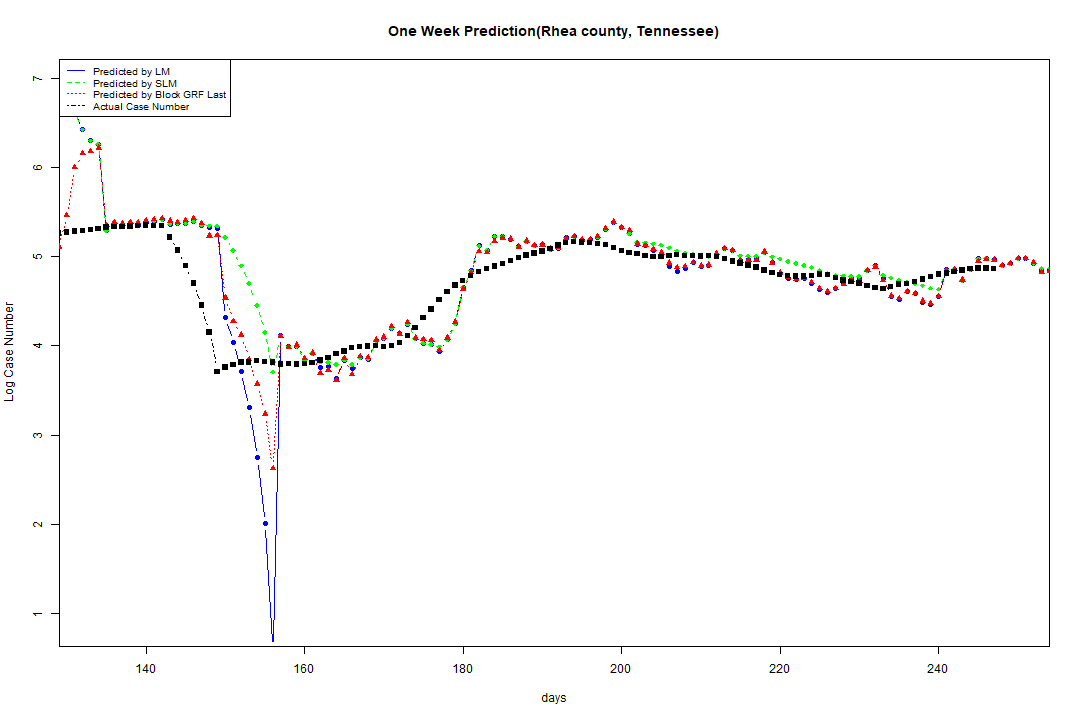 One Week Prediction(Rhea county, Tennessee)
Predicted by LM
Predicted by SLM
Predicted by Block GRF Last
Actual Case Number
Log Case Number
7
6
5
4
3
2
1
140 160 180 200 220 240
days